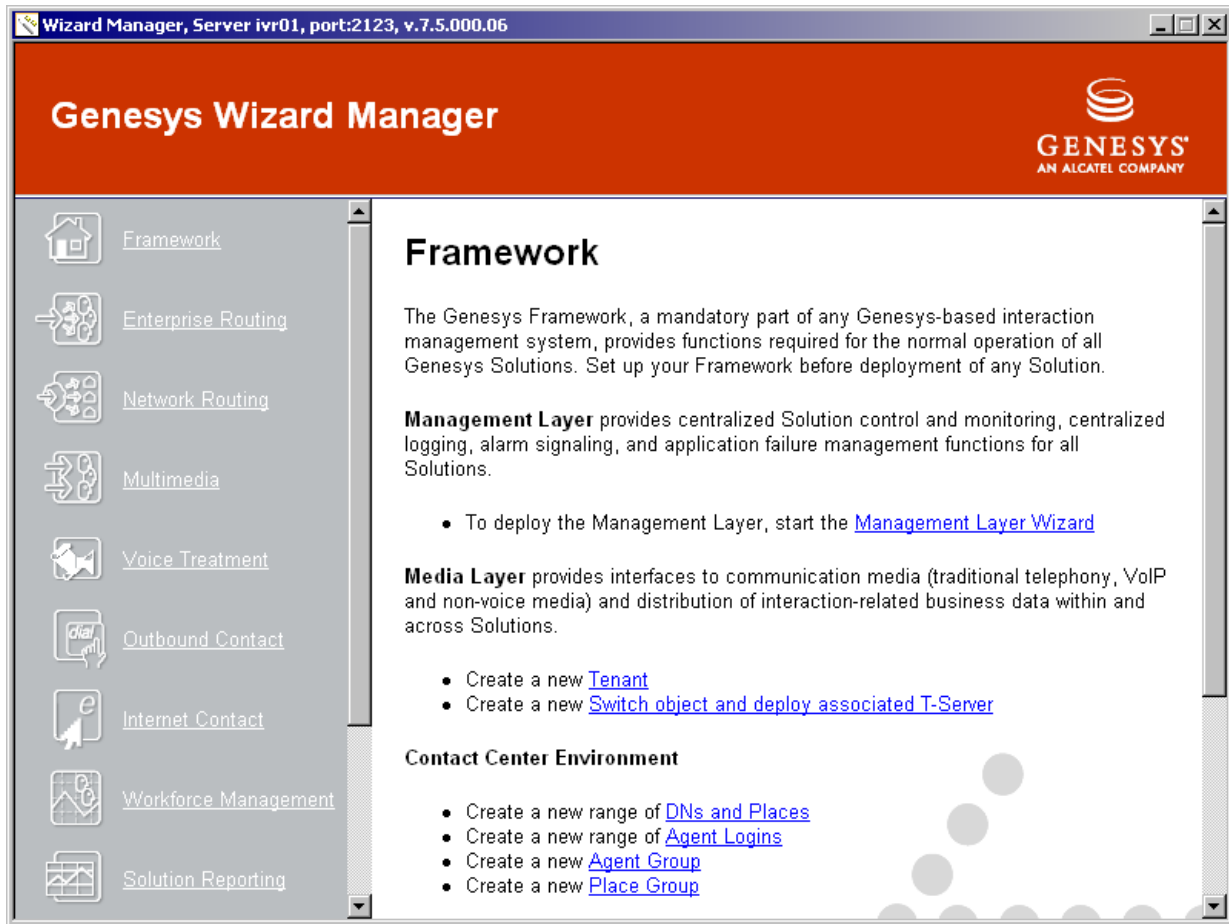 Wizard Manager, Server ivr01, port:2123, v.7.5.000.06
Genesys Wizard Manager
GENESYS®
AN ALCATEL COMPANY
Framework
Enterprise Routing
Network Routing
Multimedia
Voice Treatment
dial
Outbound Contact
e
Internet Contact
Workforce Management
Solution Reporting
Framework
The Genesys Framework, a mandatory part of any Genesys-based interaction
management system, provides functions required for the normal operation of all
Genesys Solutions. Set up your Framework before deployment of any Solution.
Management Layer provides centralized Solution control and monitoring, centralized
logging, alarm signaling, and application failure management functions for all
Solutions.
• To deploy the Management Layer, start the Management Layer Wizard
Media Layer provides interfaces to communication media (traditional telephony, VoIP
and non-voice media) and distribution of interaction-related business data within and
across Solutions.
• Create a new Tenant
• Create a new Switch object and deploy associated T-Server
Contact Center Environment
• Create a new range of DNs and Places
• Create a new range of Agent Logins
• Create a new Agent Group
• Create a new Place Group